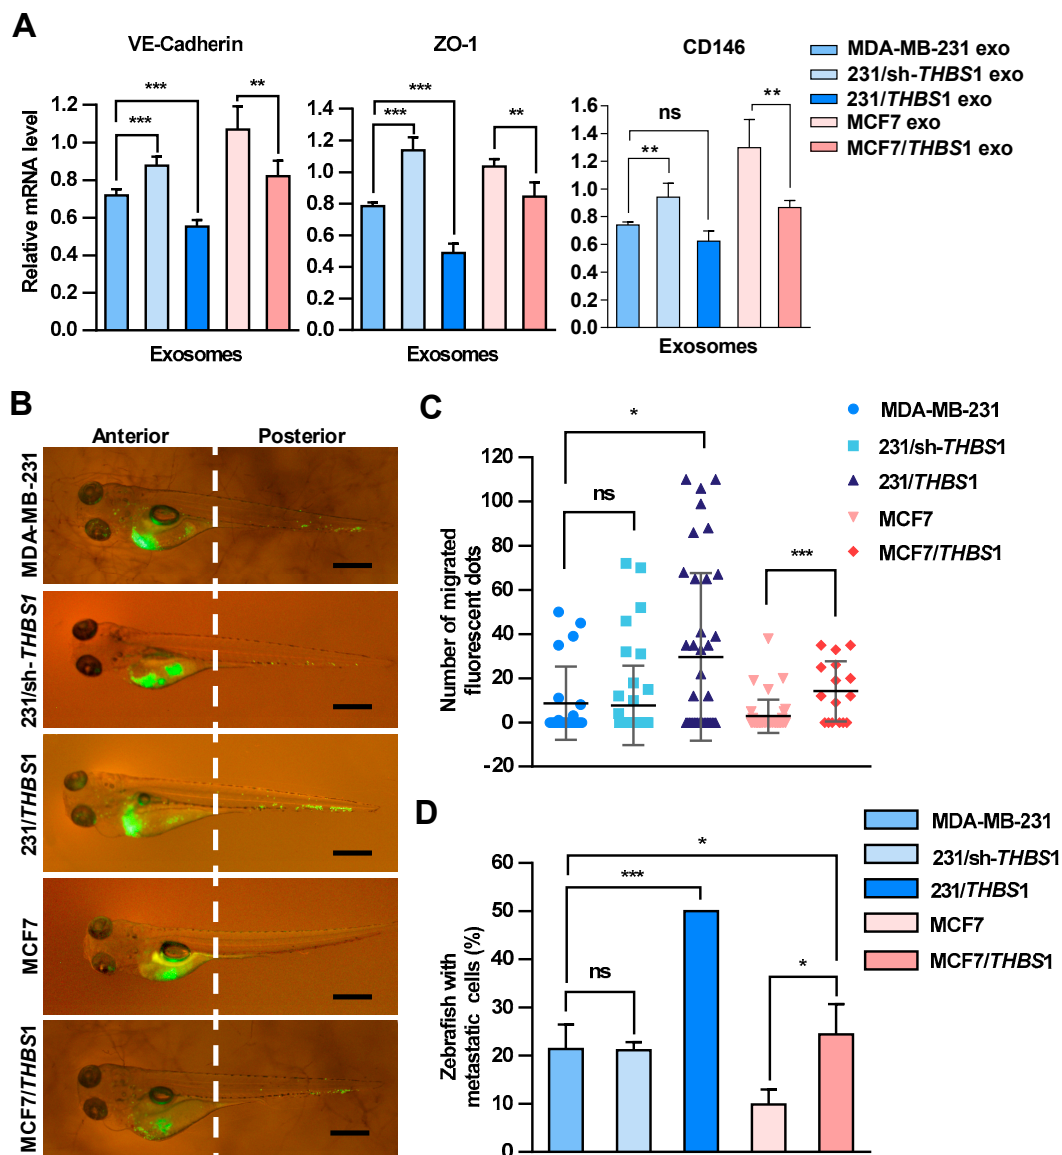 A
VE-Cadherin
ZO-1
CD146
MDA-MB-231 exo
231/sh-THBS1 exo
231/THBS1 exo
MCF7 exo
MCF7/THBS1 exo
Relative mRNA level
1.2
1.0
0.8
0.6
0.4
0.2
0.0
***
***
**
1.4
1.2
1.0
0.8
0.6
0.4
0.2
0.0
***
***
**
1.6
1.4
1.2
1.0
0.8
0.6
0.4
0.2
0.0
ns
**
**
Exosomes
Exosomes
B
Anterior
Posterior
MDA-MB-231
231/sh-THBS1
231/THBS1
MCF7
MCF7/THBS1
C
MDA-MB-231
231/sh-THBS1
231/THBS1
MCF7
MCF7/THBS1
Number of migrated
fluorescent dots
120
100
80
60
40
20
0
-20
*
ns
***
D
MDA-MB-231
231/sh-THBS1
231/THBS1
MCF7
MCF7/THBS1
Zebrafish with
metastatic cells (%)
60
50
40
30
20
10
0
*
***
ns
*